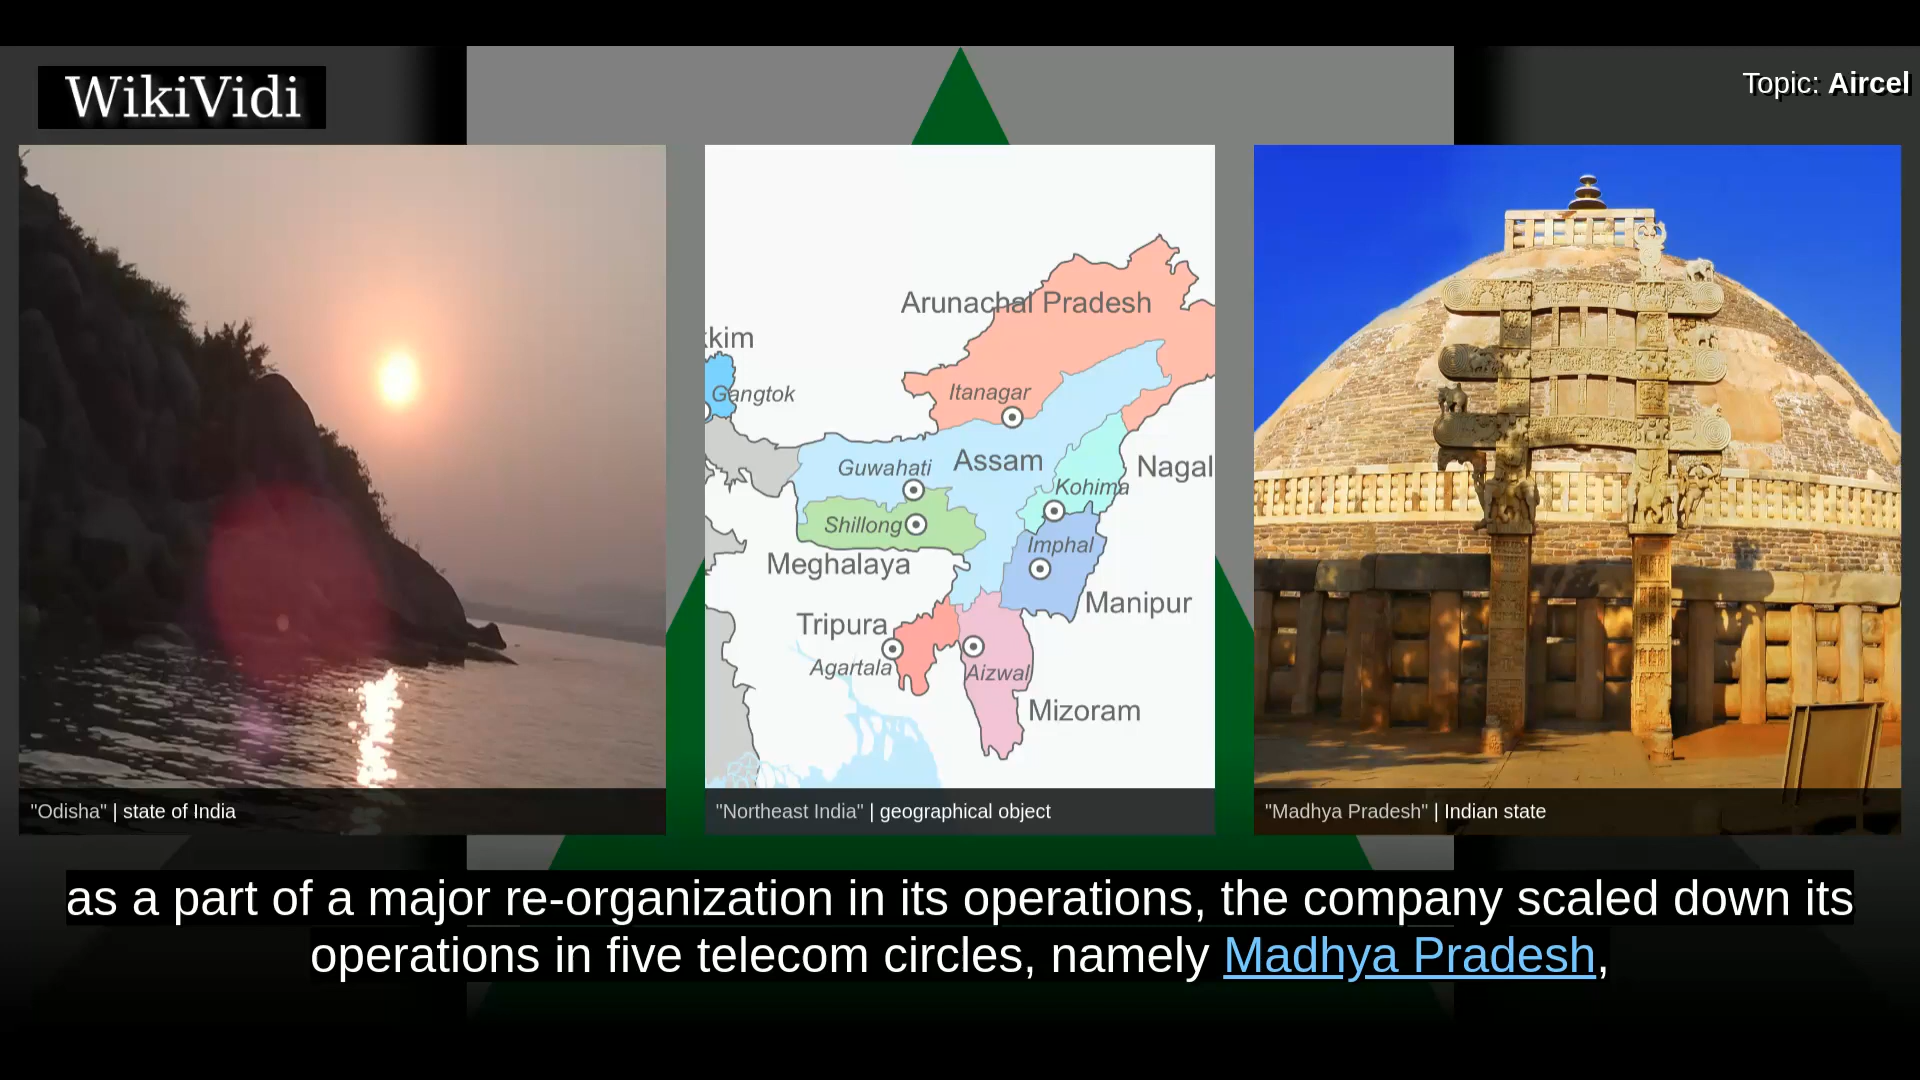 WikiVidi
Topic: Aircel
kkim
Gangtok
Arunachal Pradesh
Itanagar
Guwahati
Assam
Nagal
Kohima
Shillong
Imphal
Meghalaya
Manipur
Tripura
Agartala
Aizwal
Mizoram
"Odisha" | state of India
"Northeast India" | geographical object
"Madhya Pradesh" | Indian state
as a part of a major re-organization in its operations, the company scaled down its
operations in five telecom circles, namely Madhya Pradesh,